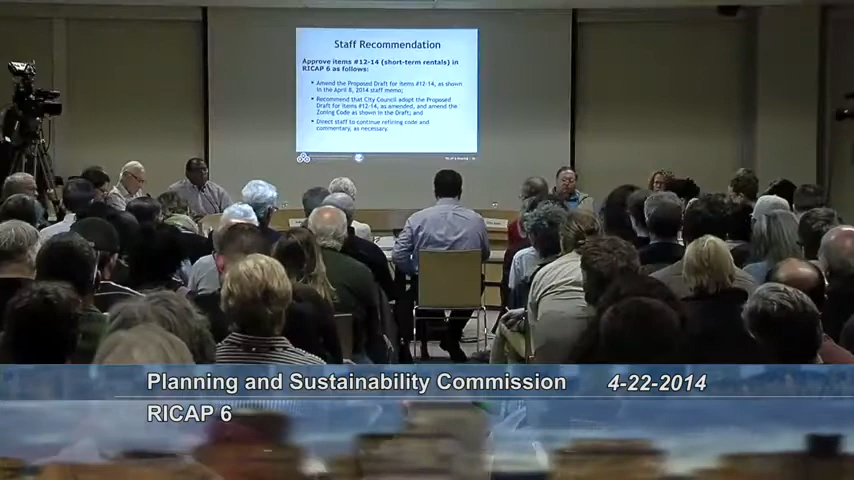 Staff Recommendation
Approve items #12-14 (short-term rentals) in
RICAP 6 as follows:
Amend the Proposed Draft for items #12-14, as shown
in the April 8, 2014 staff memo;
Recommend that City Council adopt the Proposed
Draft for items #12-14, as amended, and amend the
Zoning Code as shown in the Draft; and
Direct staff to continue refining code and
commentary, as necessary.
Planning and Sustainability Commission 4-22-2014
RICAP 6